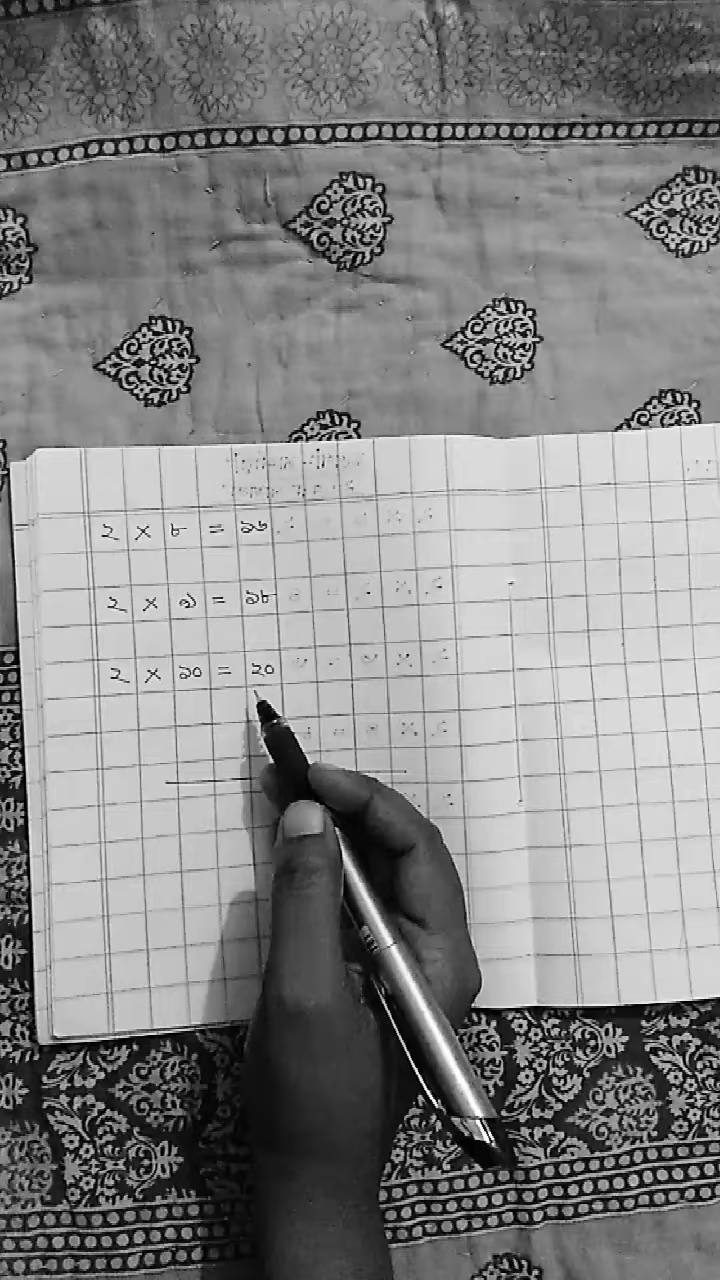 ২ × ৮ = ১৬
২ × ৯ = ১৮
২ × ১০ = ২০